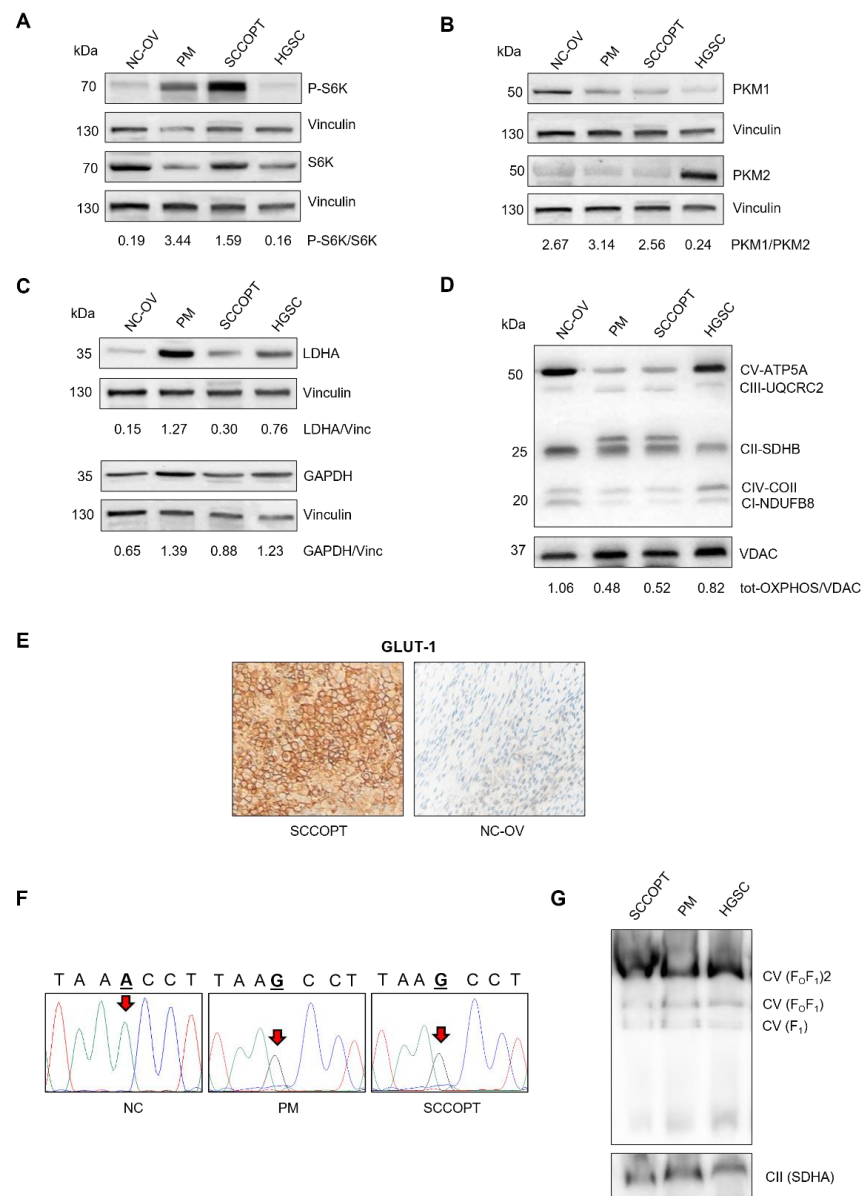 A
kDa
NC-OV
PM
SCCOPT
HGSC
70
P-S6K
130
Vinculin
70
S6K
130
Vinculin
0.19 3.44 1.59 0.16 P-S6K/S6K
B
kDa
NC-OV
PM
SCCOPT
HGSC
50
PKM1
130
Vinculin
50
PKM2
130
Vinculin
2.67 3.14 2.56 0.24 PKM1/PKM2
C
kDa
NC-OV
PM
SCCOPT
HGSC
35
LDHA
130
Vinculin
0.15 1.27 0.30 0.76 LDHA/Vinc
35
GAPDH
130
Vinculin
0.65 1.39 0.88 1.23 GAPDH/Vinc
D
kDa
NC-OV
PM
SCCOPT
HGSC
50
CV-ATP5A
CIII-UQCRC2
25
CII-SDHB
CIV-COII
20
CI-NDUFB8
37
VDAC
1.06 0.48 0.52 0.82 tot-OXPHOS/VDAC
E
GLUT-1
SCCOPT
NC-OV
F
T A A A C C T
T A A G C C T
T A A G C C T
NC
PM
SCCOPT
G
SCCOPT
PM
HGSC
CV (FOF1)2
CV (FOF1)
CV (F1)
CII (SDHA)